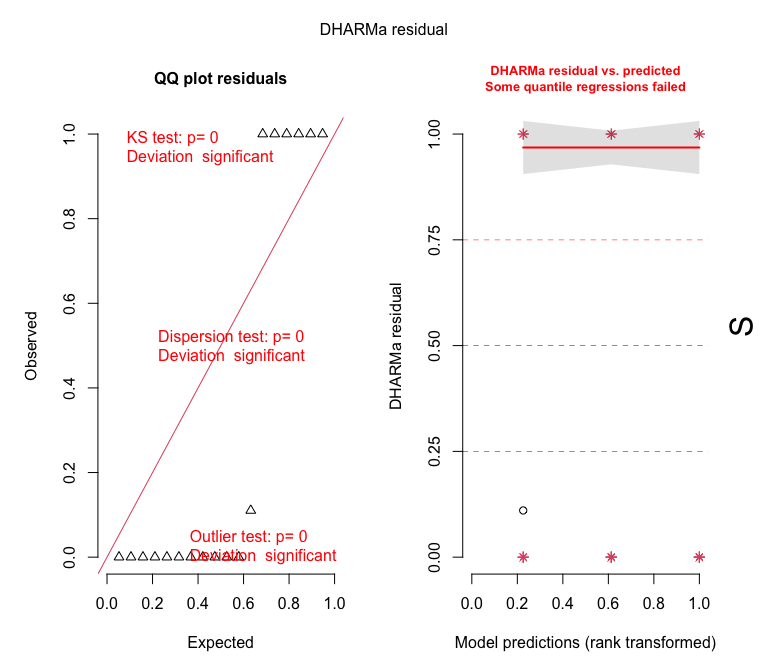 DHARMa residual
QQ plot residuals
KS test: p= 0
Deviation significant
Dispersion test: p= 0
Deviation significant
Outlier test: p= 0
Deviation significant
Observed
0.0 0.2 0.4 0.6 0.8 1.0
0.0 0.2 0.4 0.6 0.8 1.0
Expected
DHARMa residual vs. predicted
Some quantile regressions failed
DHARMa residual
0.00 0.25 0.50 0.75 1.00
0.0 0.2 0.4 0.6 0.8 1.0
Model predictions (rank transformed)
S